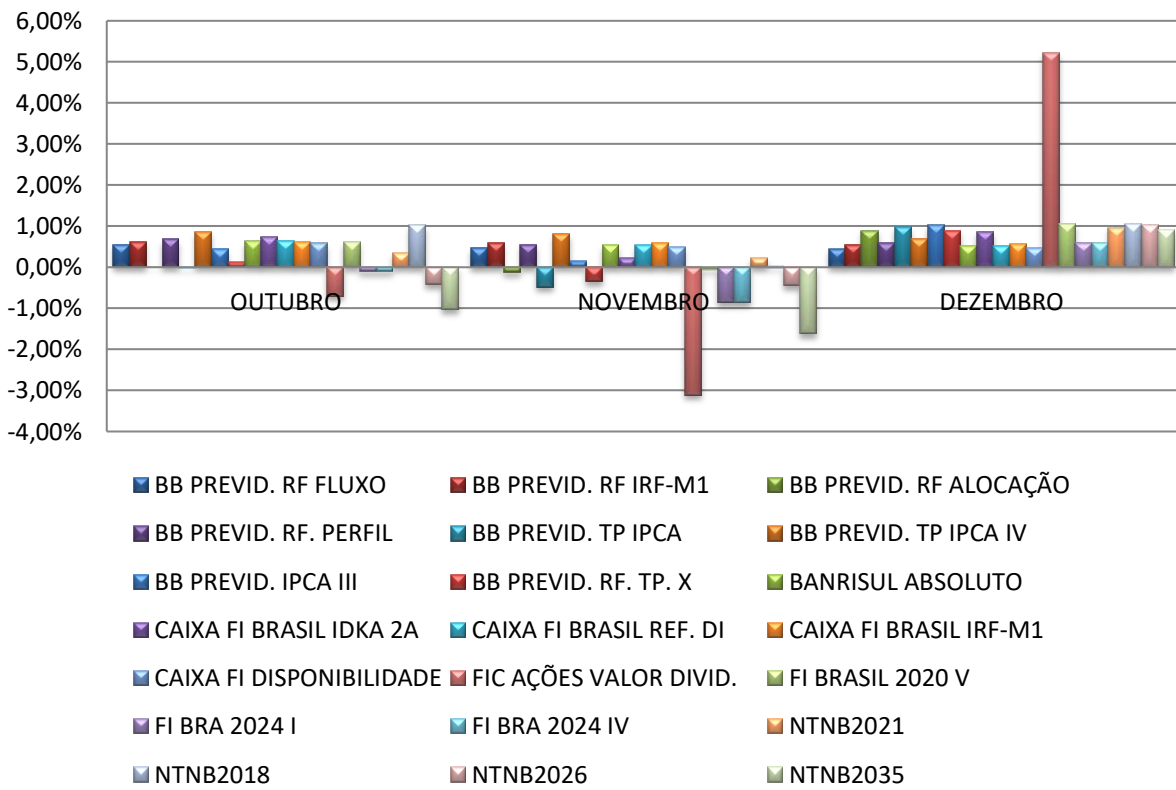 6,00%
5,00%
4,00%
3,00%
2,00%
1,00%
0,00%
OUTUBRO NOVEMBRO DEZEMBRO
-1,00%
-2,00%
-3,00%
-4,00%
BB PREVID. RF FLUXO BB PREVID. RF IRF-M1 BB PREVID. RF ALOCAÇÃO
BB PREVID. RF. PERFIL BB PREVID. TP IPCA BB PREVID. TP IPCA IV
BB PREVID. IPCA III BB PREVID. RF. TP. X BANRISUL ABSOLUTO
CAIXA FI BRASIL IDKA 2A CAIXA FI BRASIL REF. DI CAIXA FI BRASIL IRF-M1
CAIXA FI DISPONIBILIDADE FIC AÇÕES VALOR DIVID. FI BRASIL 2020 V
FI BRA 2024 I FI BRA 2024 IV NTNB2021
NTNB2018 NTNB2026 NTNB2035